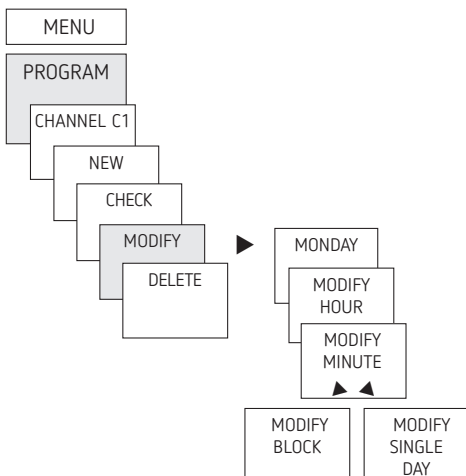 MENU
PROGRAM
CHANNEL C1
NEW
CHECK
MODIFY
DELETE
MONDAY
MODIFY
HOUR
MODIFY
MINUTE
MODIFY
BLOCK
MODIFY
SINGLE
DAY